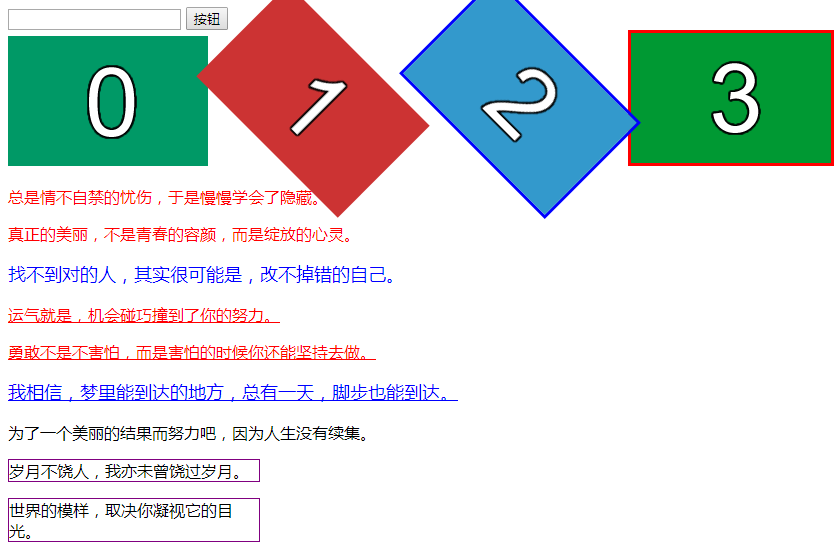 按钮
0 1 2 3
总是情不自禁的忧伤，于是慢慢学会了隐藏。
真正的美丽，不是青春的容颜，而是绽放的心灵。
找不到对的人，其实很可能是，改不掉错的自己。
运气就是，机会碰巧撞到了你的努力。
勇敢不是不害怕，而是害怕的时候你还能坚持去做。
我相信，梦里能到达的地方，总有一天，脚步也能到达。
为了一个美丽的结果而努力吧，因为人生没有续集。
岁月不饶人，我亦未曾饶过岁月。
世界的模样，取决你凝视它的目
光。